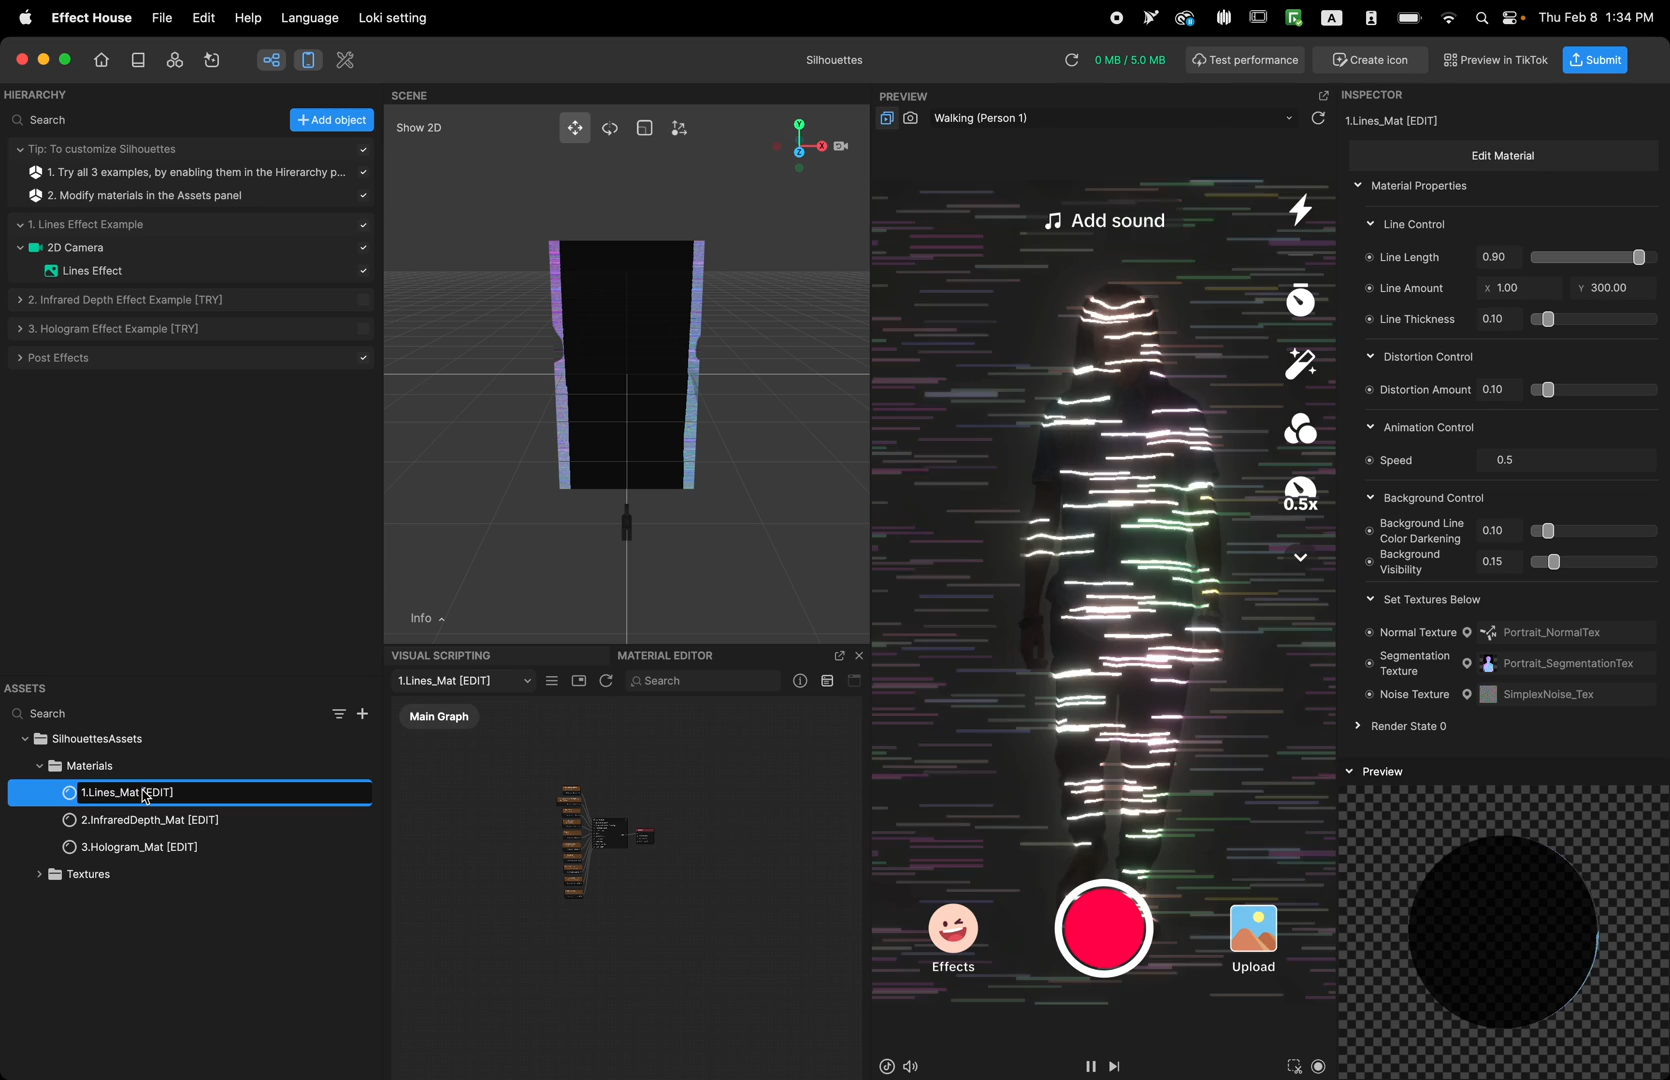 Effect House File Edit Help Language Loki setting
A Thu Feb 8 1:34 PM
Silhouettes
0 MB / 5.0 MB Test performance Create icon Preview in TikTok Submit
HIERARCHY
Search
+ Add object
Tip: To customize Silhouettes
1. Try all 3 examples, by enabling them in the Hirerarchy p...
2. Modify materials in the Assets panel
1. Lines Effect Example
2D Camera
Lines Effect
2. Infrared Depth Effect Example [TRY]
3. Hologram Effect Example [TRY]
Post Effects
ASSETS
Search
SilhouettesAssets
Materials
1.Lines_Mat [EDIT]
2.InfraredDepth_Mat [EDIT]
3.Hologram_Mat [EDIT]
Textures
SCENE
Show 2D
Y
X
Z
Info
VISUAL SCRIPTING MATERIAL EDITOR
1.Lines_Mat [EDIT]
Search
Main Graph
PREVIEW
Walking (Person 1)
Add sound
0.5x
Effects
Upload
INSPECTOR
1.Lines_Mat [EDIT]
Edit Material
Material Properties
Line Control
Line Length 0.90
Line Amount X 1.00 Y 300.00
Line Thickness 0.10
Distortion Control
Distortion Amount 0.10
Animation Control
Speed 0.5
Background Control
Background Line
Color Darkening 0.10
Background
Visibility 0.15
Set Textures Below
Normal Texture Portrait_NormalTex
Segmentation
Texture Portrait_SegmentationTex
Noise Texture SimplexNoise_Tex
Render State 0
Preview